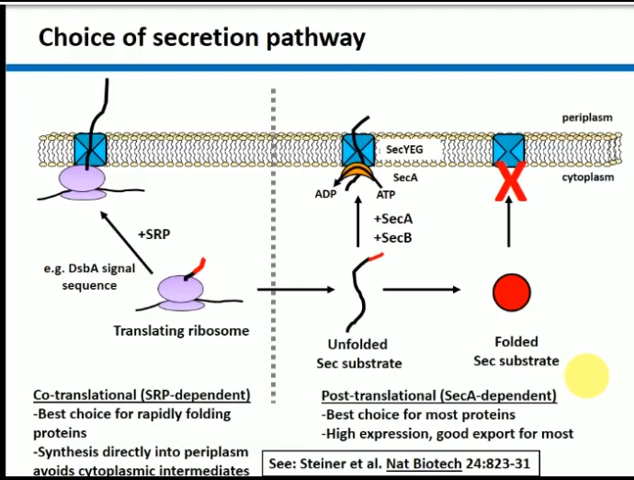 Choice of secretion pathway
periplasm
SecYEG
SecA
cytoplasm
ADP
ATP
+SRP
+SecA
+SecB
e.g. DsbA signal
sequence
Translating ribosome
Unfolded
Sec substrate
Folded
Sec substrate
Co-translational (SRP-dependent)
-Best choice for rapidly folding
proteins
-Synthesis directly into periplasm
avoids cytoplasmic intermediates
Post-translational (SecA-dependent)
-Best choice for most proteins
-High expression, good export for most
See: Steiner et al. Nat Biotech 24:823-31